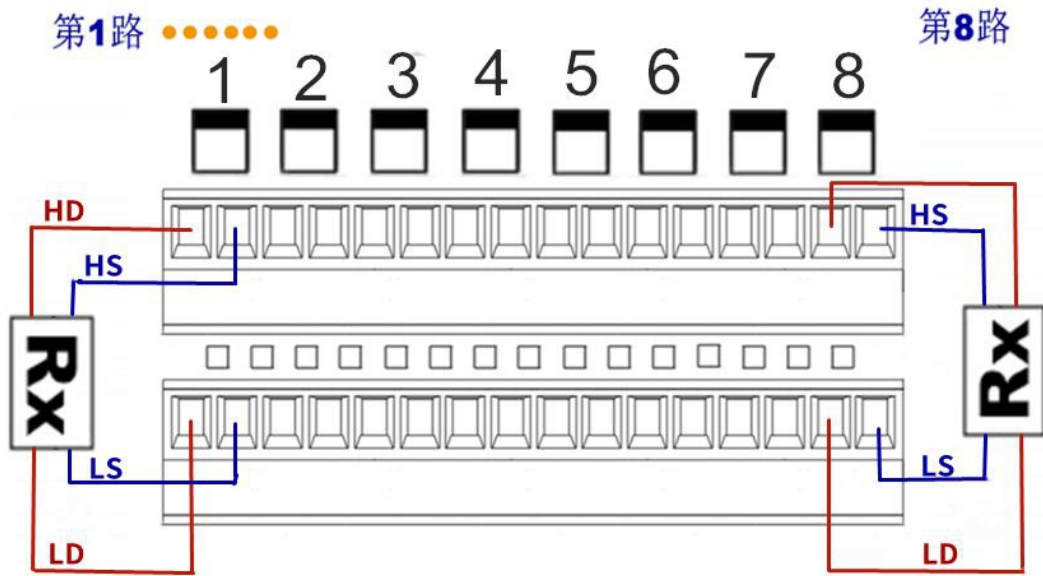 第1路 第8路
1 2 3 4 5 6 7 8
HD HS
HS
Rx Rx
LS LS
LD LD